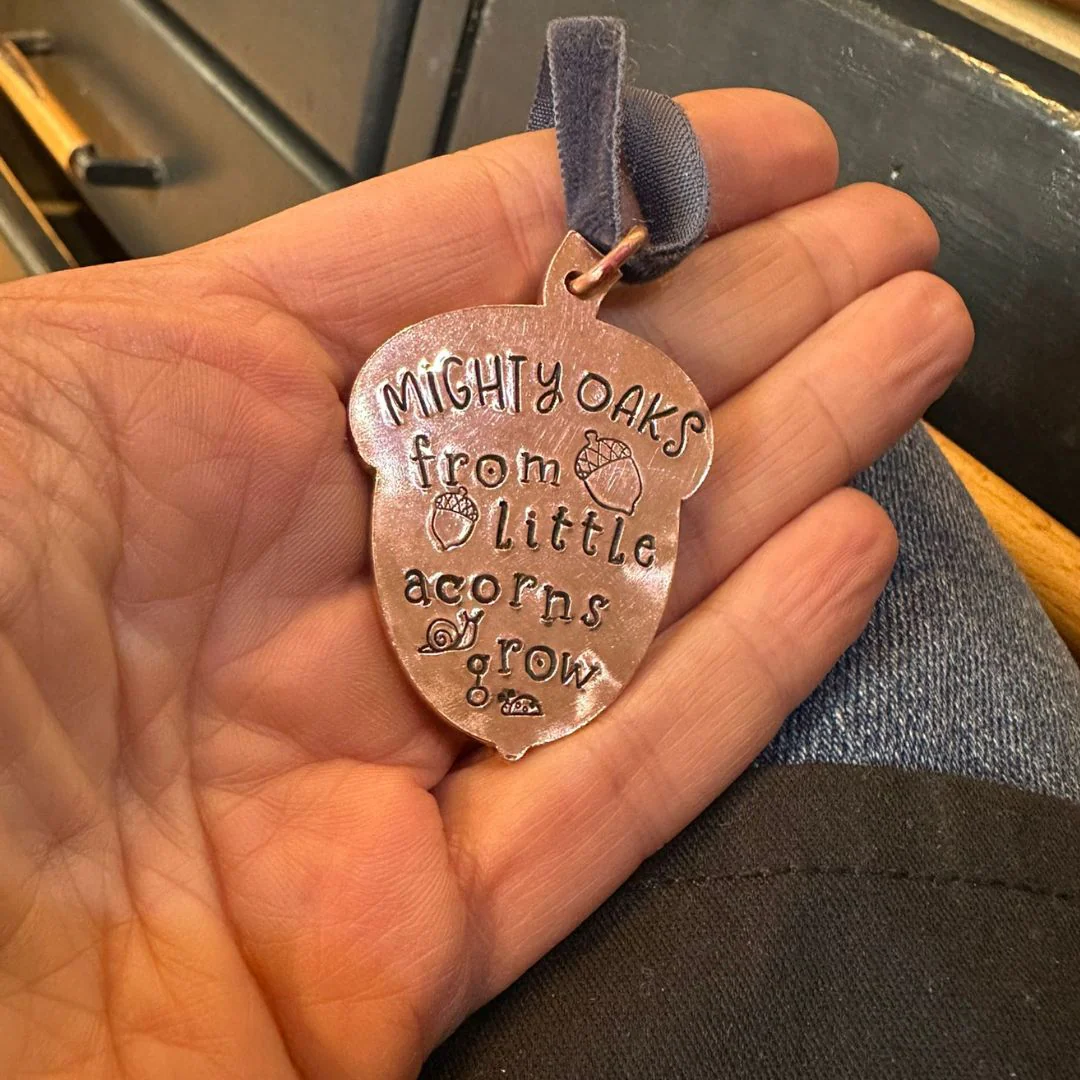 MiGHTy OAKS
from
little
acorns
grow